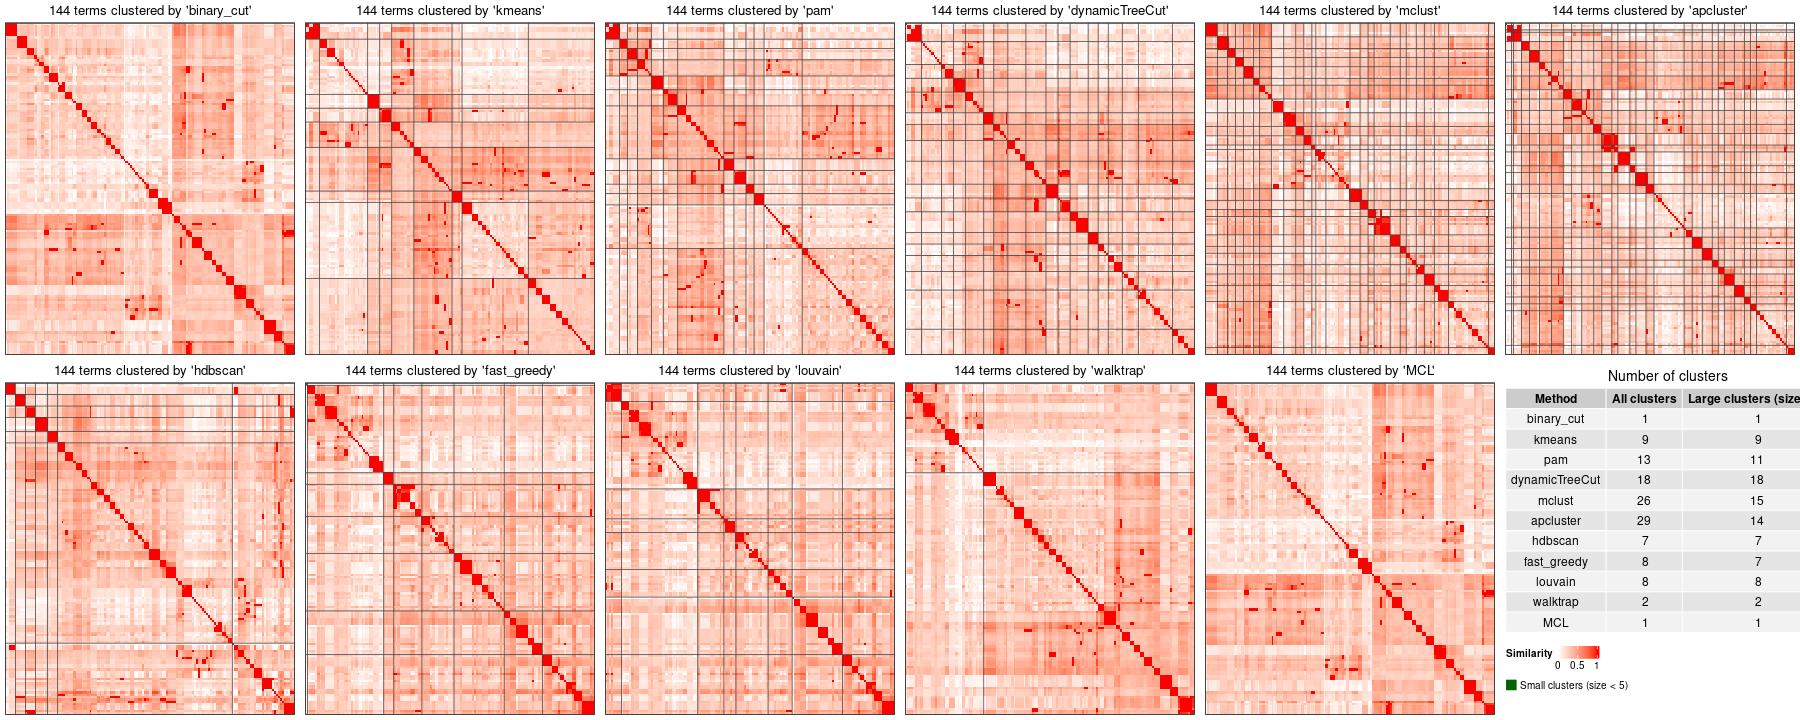 144 terms clustered by 'binary_cut'
144 terms clustered by 'kmeans'
144 terms clustered by 'pam'
144 terms clustered by 'dynamicTreeCut'
144 terms clustered by 'mclust'
144 terms clustered by 'apcluster'
144 terms clustered by 'hdbscan'
144 terms clustered by 'fast_greedy'
144 terms clustered by 'louvain'
144 terms clustered by 'walktrap'
144 terms clustered by 'MCL'
Number of clusters
Method All clusters Large clusters (size
binary_cut 1 1
kmeans 9 9
pam 13 11
dynamicTreeCut 18 18
mclust 26 15
apcluster 29 14
hdbscan 7 7
fast_greedy 8 7
louvain 8 8
walktrap 2 2
MCL 1 1
Similarity
0 0.5 1
Small clusters (size < 5)